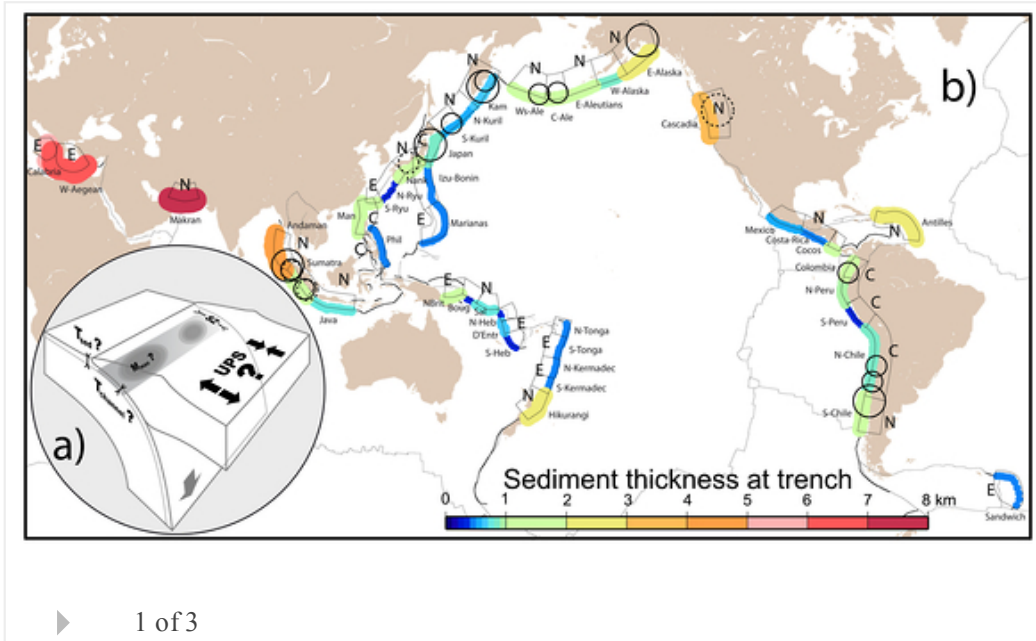 b)
N
N
N
N
N
E-Alaska
W-Alaska
E-Aleutians
C-Ale
Ws-Ale
Kam
N-Kuril
S-Kuril
N
Cascadia
E
E
Calabria
W-Aegean
N
Makran
C
N
Japan
Nank
Izu-Bonin
N-Ryu
S-Ryu
E
Man
C
C
Phil
E
Marianas
Andaman
N
Sumatra
N
Java
E
N
NBrit
Boug
Sal
N-Heb
D'Entr
S-Heb
E
N-Tonga
S-Tonga
N-Kermadec
S-Kermadec
E
E
N
Hikurangi
Mexico
N
Costa-Rica
Cocos
Antilles
N
Colombia
C
N-Peru
C
S-Peru
N-Chile
C
S-Chile
N
E
Sandwich
a)
UPS
?
Sediment thickness at trench
0 1 2 3 4 5 6 7 8 km
1 of 3